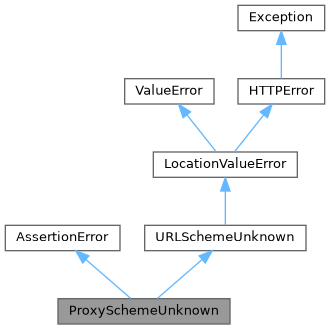 Exception
ValueError
HTTPError
LocationValueError
AssertionError
URLSchemeUnknown
ProxySchemeUnknown